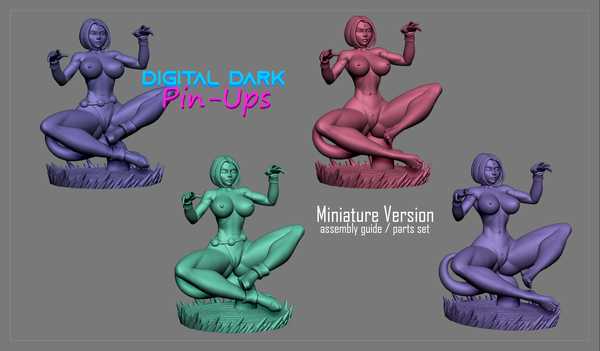 DIGITAL DARK
Pin-Ups
Miniature Version
assembly guide / parts set